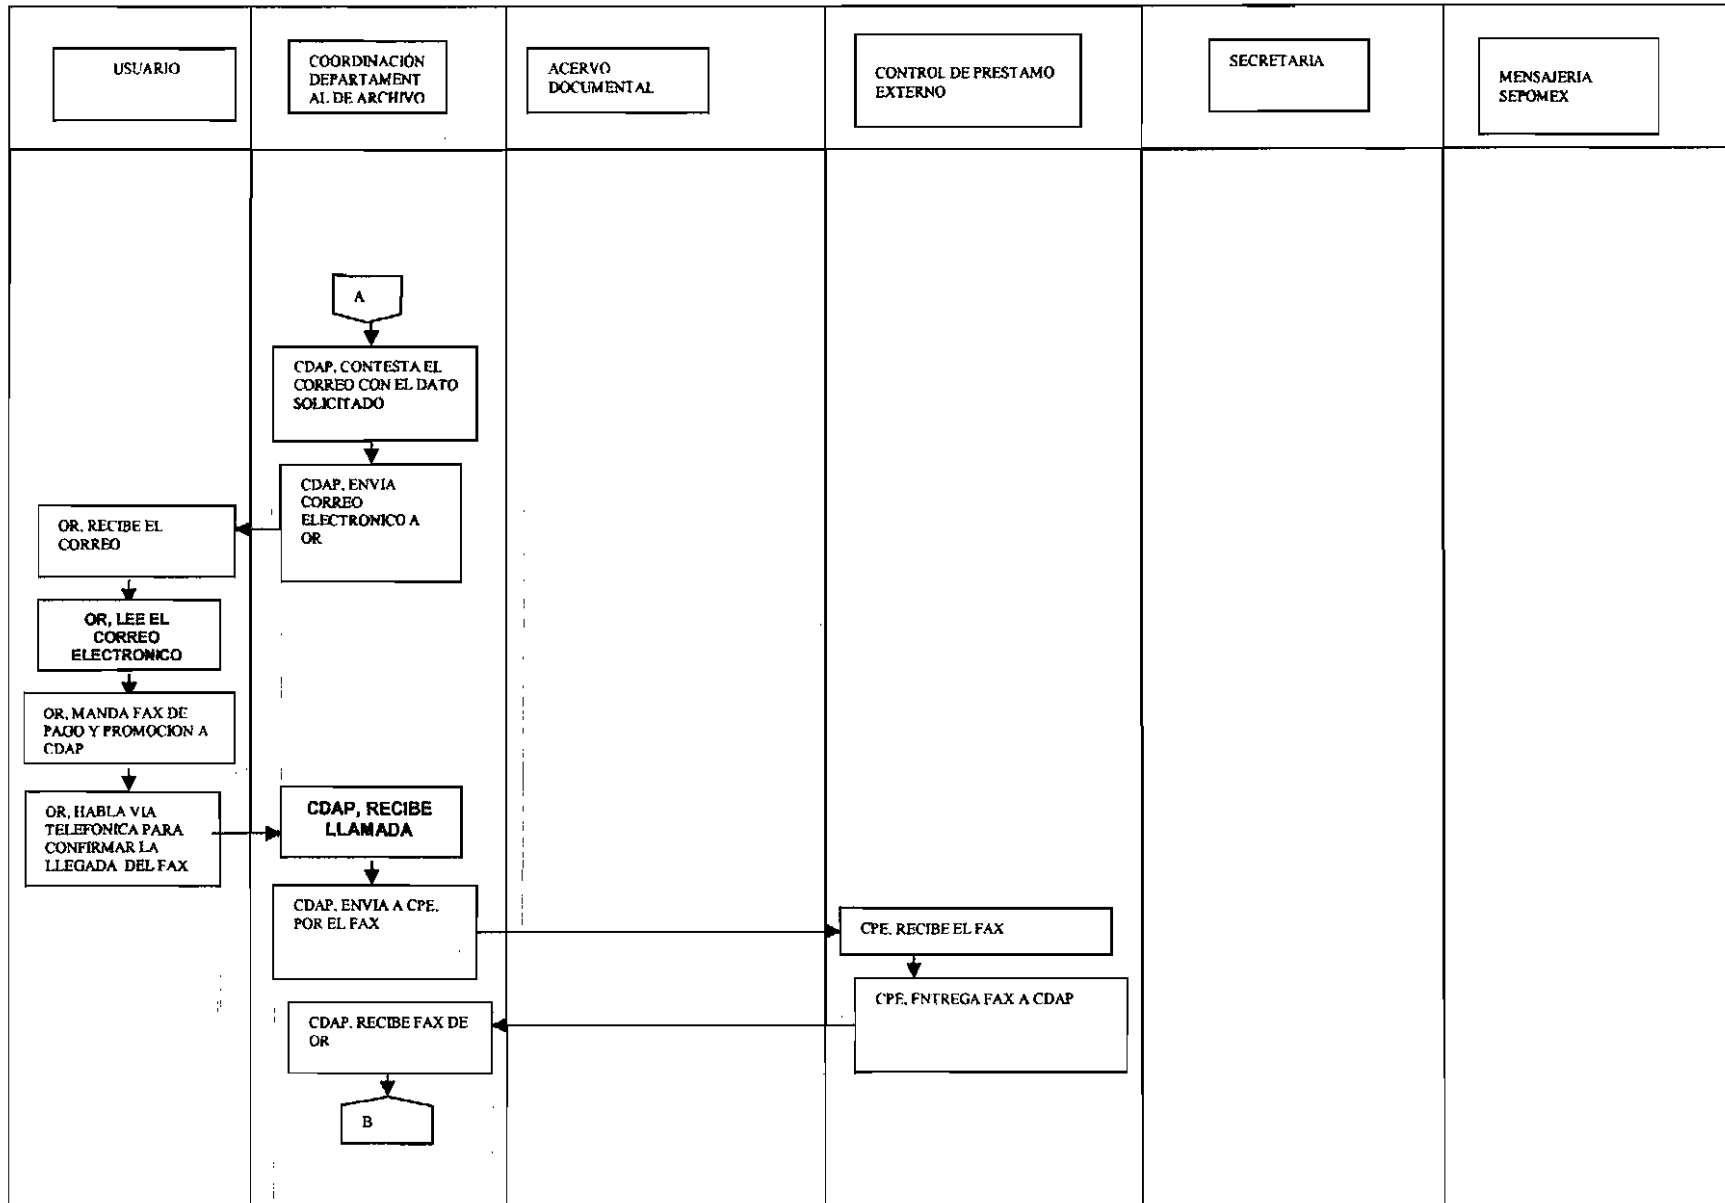 USUARIO
COORDINACIÓN
DEPARTAMENT
AL DE ARCHIVO
ACERVO
DOCUMENTAL
CONTROL DE PRESTAMO
EXTERNO
SECRETARIA
MENSAJERIA
SEPOMEX
A
CDAP, CONTESTA EL
CORREO CON EL DATO
SOLICITADO
CDAP, ENVIA
CORREO
ELECTRONICO A
OR
OR, RECIBE EL
CORREO
OR, LEE EL
CORREO
ELECTRONICO
OR, MANDA FAX DE
PAGO Y PROMOCION A
CDAP
OR, HABLA VIA
TELEFONICA PARA
CONFIRMAR LA
LLEGADA DEL FAX
CDAP, RECIBE
LLAMADA
CDAP, ENVIA A CPE,
POR EL FAX
CPE, RECIBE EL FAX
CPE, ENTREGA FAX A CDAP
CDAP, RECIBE FAX DE
OR
B